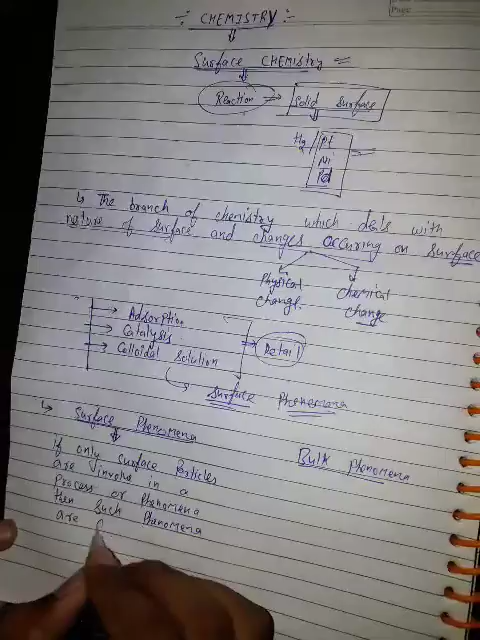 CHEMISTRY
Surface CHEMIStry
Reaction → Solid Surface
H2 / Pt
Ni
Pd
↳ The branch of chemistry which deals with
nature of Surface and changes Occuring on Surface
Physical change. chemical change
→ Adsorption
→ Catalysis
→ Colloidal Solution
Detail
Surface Phenomena
↳ Surface Phenomena
Bulk Phenomena
if only Surface Particles
are involve in a
Process or Phenomena
then such Phenomena
are